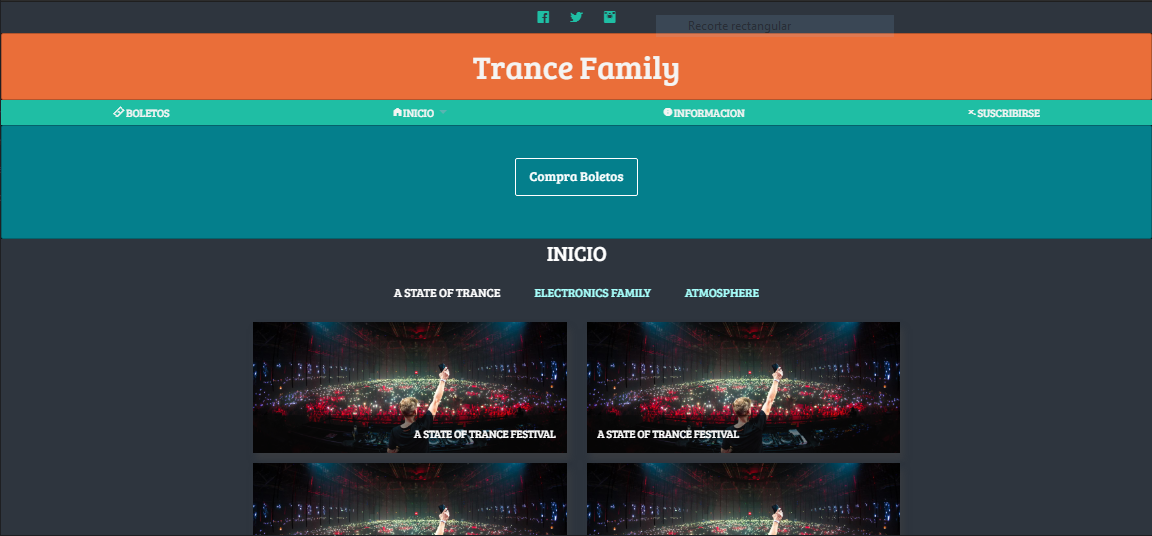 Recorte rectangular
Trance Family
BOLETOS INICIO INFORMACION SUSCRIBIRSE
Compra Boletos
INICIO
A STATE OF TRANCE ELECTRONICS FAMILY ATMOSPHERE
A STATE OF TRANCE FESTIVAL A STATE OF TRANCE FESTIVAL